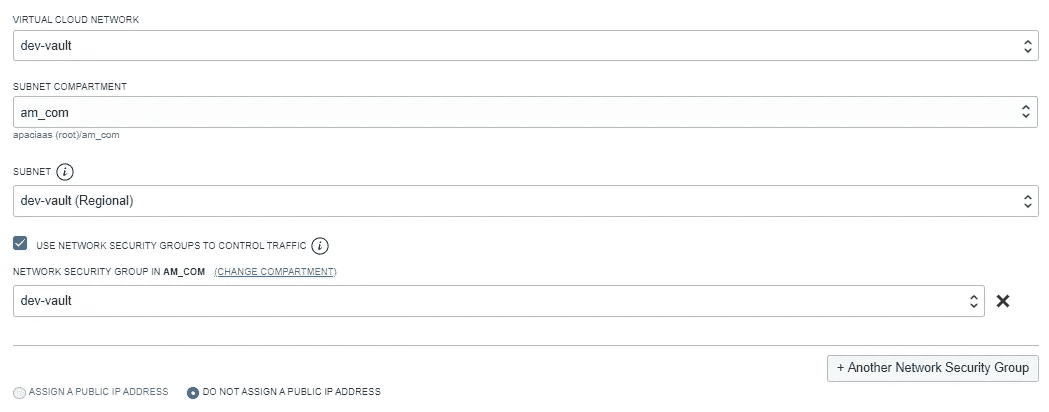 VIRTUAL CLOUD NETWORK
dev-vault
SUBNET COMPARTMENT
am_com
apaciaas (root)/am_com
SUBNET i
dev-vault (Regional)
USE NETWORK SECURITY GROUPS TO CONTROL TRAFFIC i
NETWORK SECURITY GROUP IN AM_COM (CHANGE COMPARTMENT)
dev-vault
+ Another Network Security Group
ASSIGN A PUBLIC IP ADDRESS DO NOT ASSIGN A PUBLIC IP ADDRESS